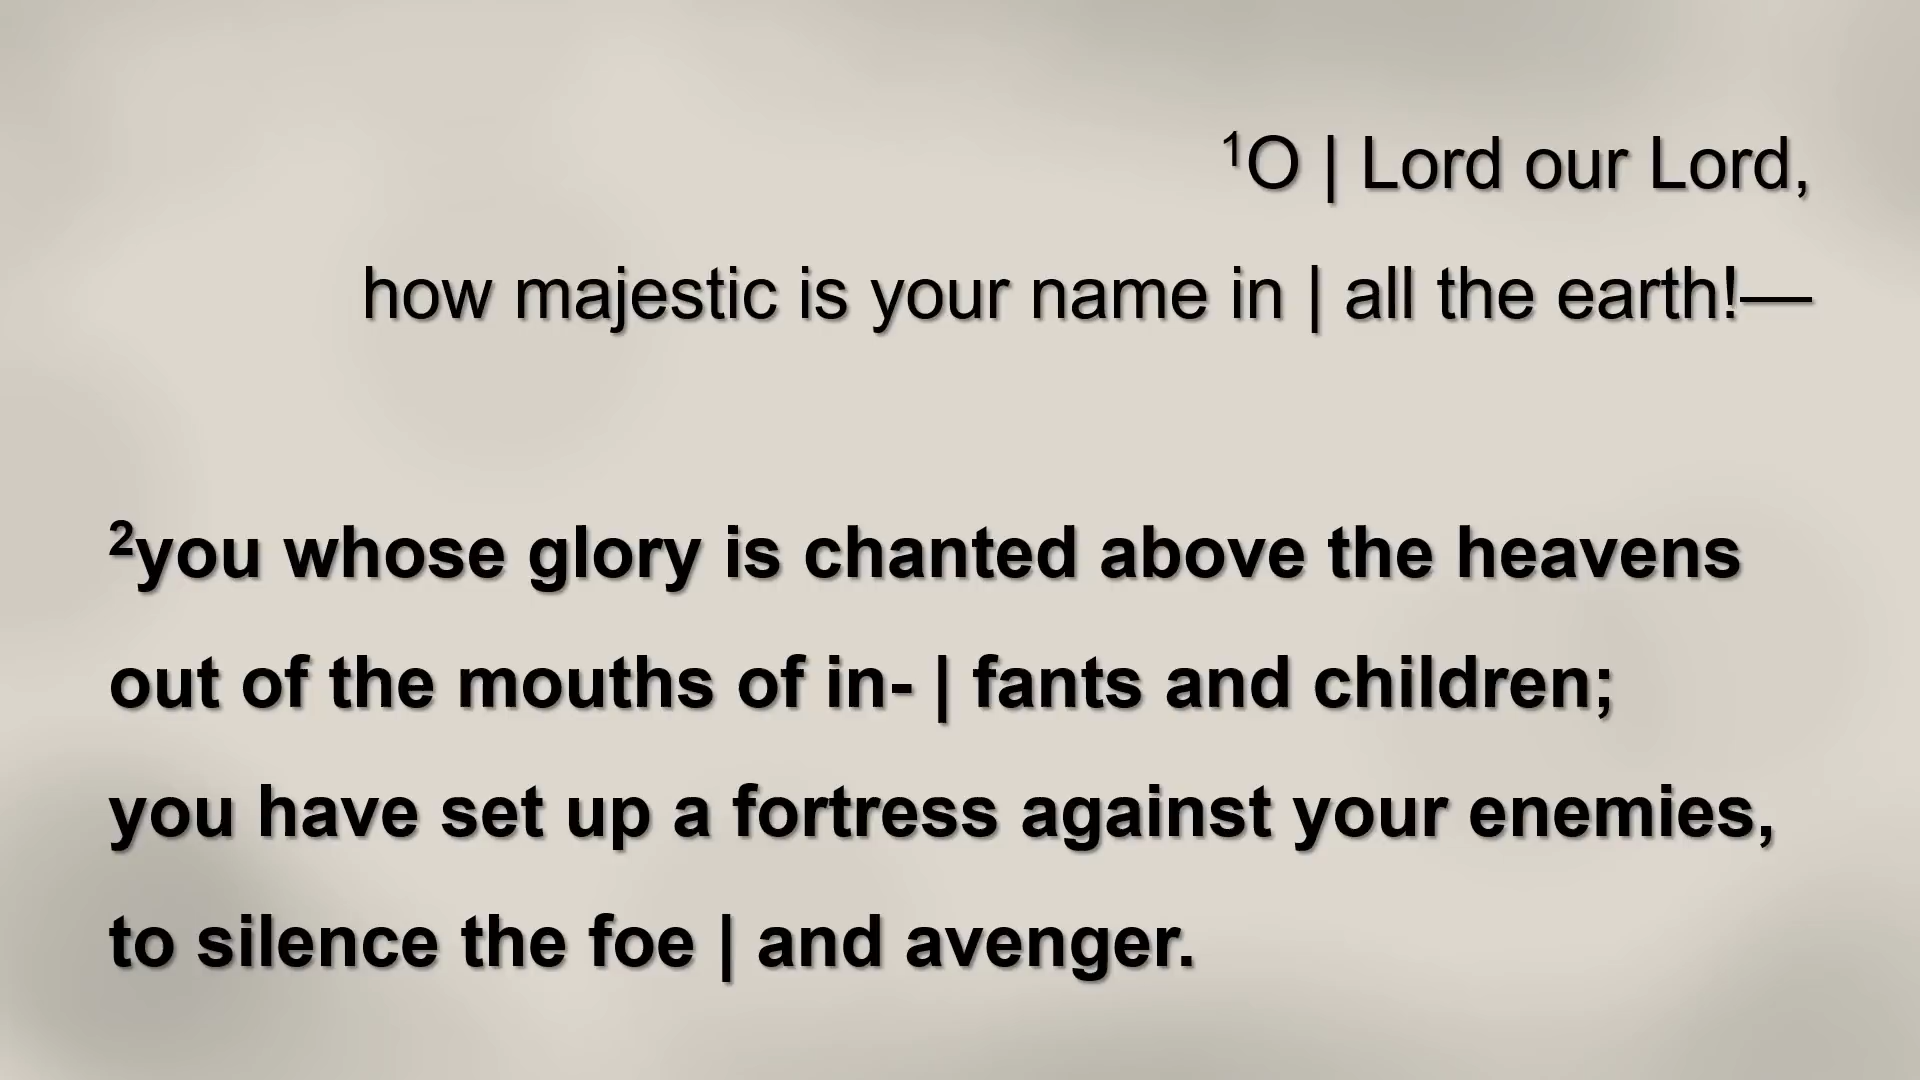 ¹O | Lord our Lord,
how majestic is your name in | all the earth!—
²you whose glory is chanted above the heavens
out of the mouths of in- | fants and children;
you have set up a fortress against your enemies,
to silence the foe | and avenger.